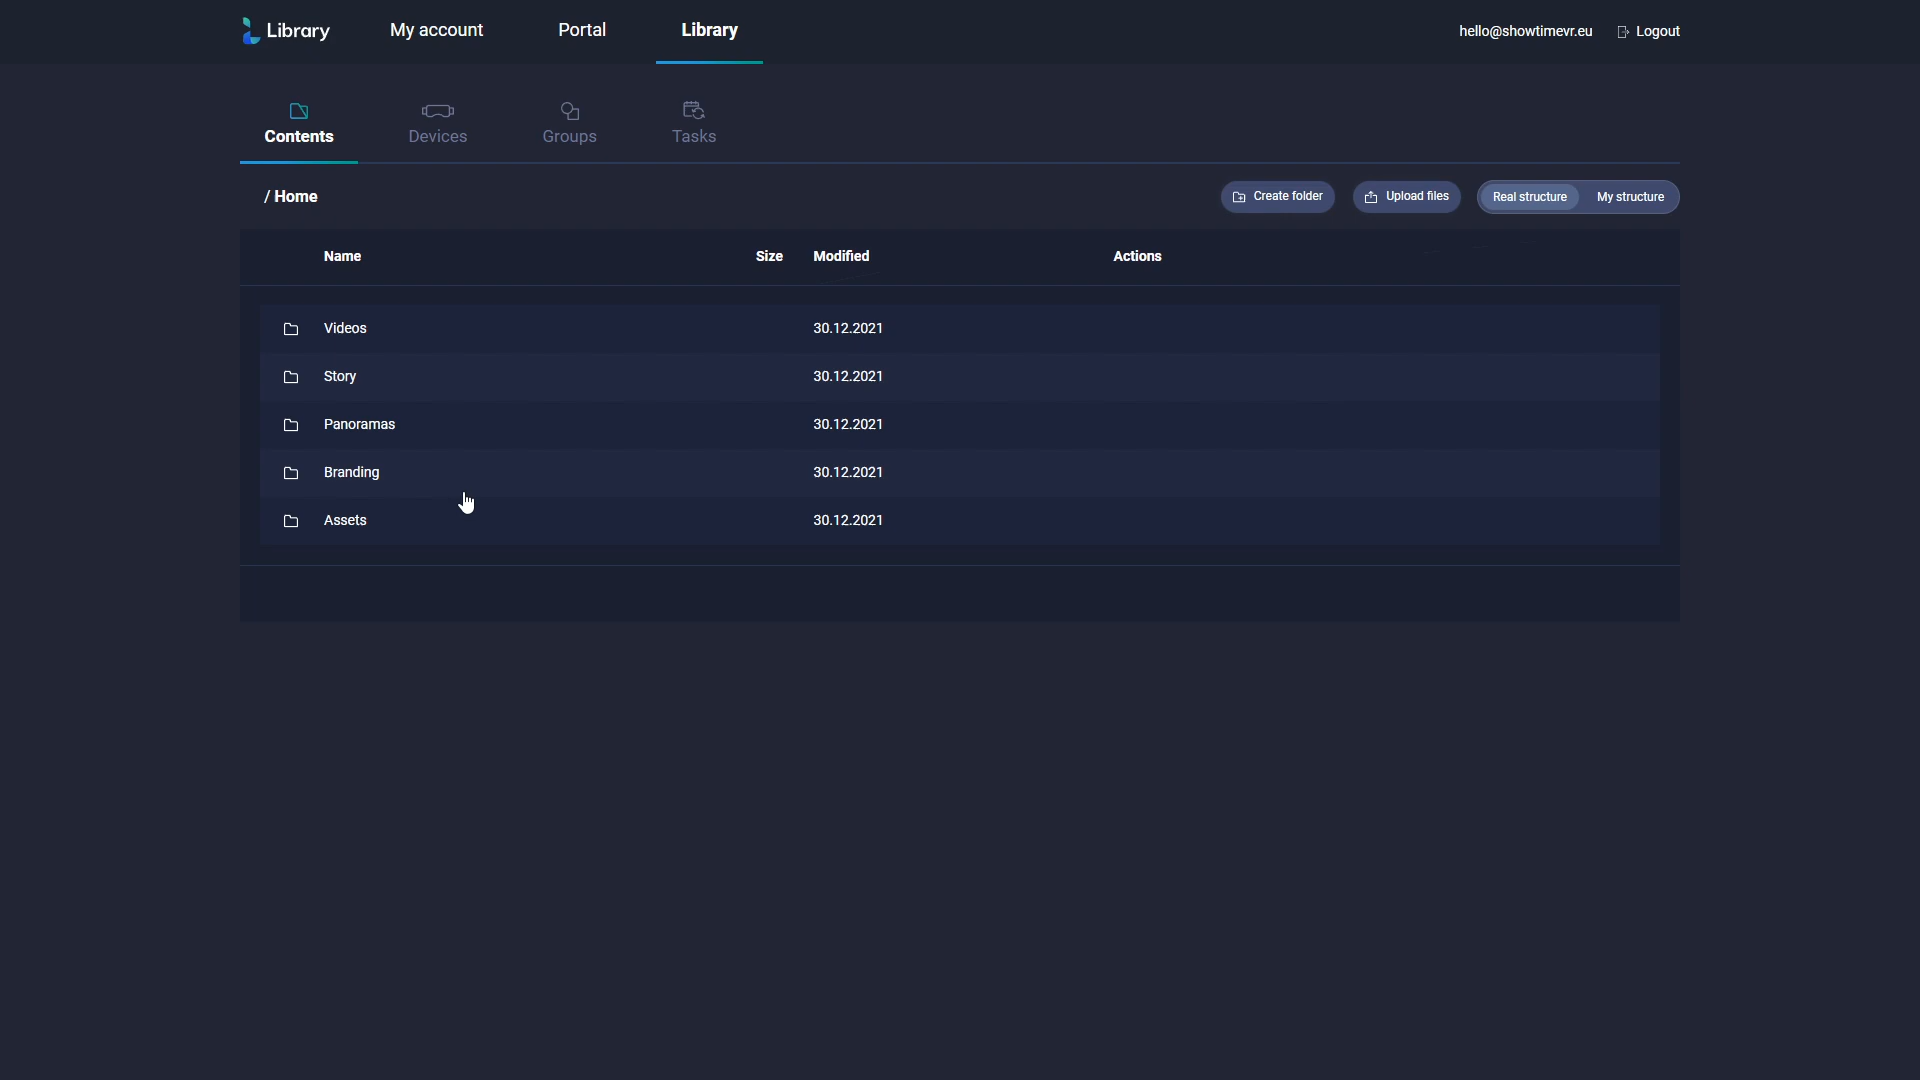 Library My account Portal Library hello@showtimevr.eu Logout
Contents Devices Groups Tasks
/ Home Create folder Upload files Real structure My structure
Name Size Modified Actions
Videos 30.12.2021
Story 30.12.2021
Panoramas 30.12.2021
Branding 30.12.2021
Assets 30.12.2021